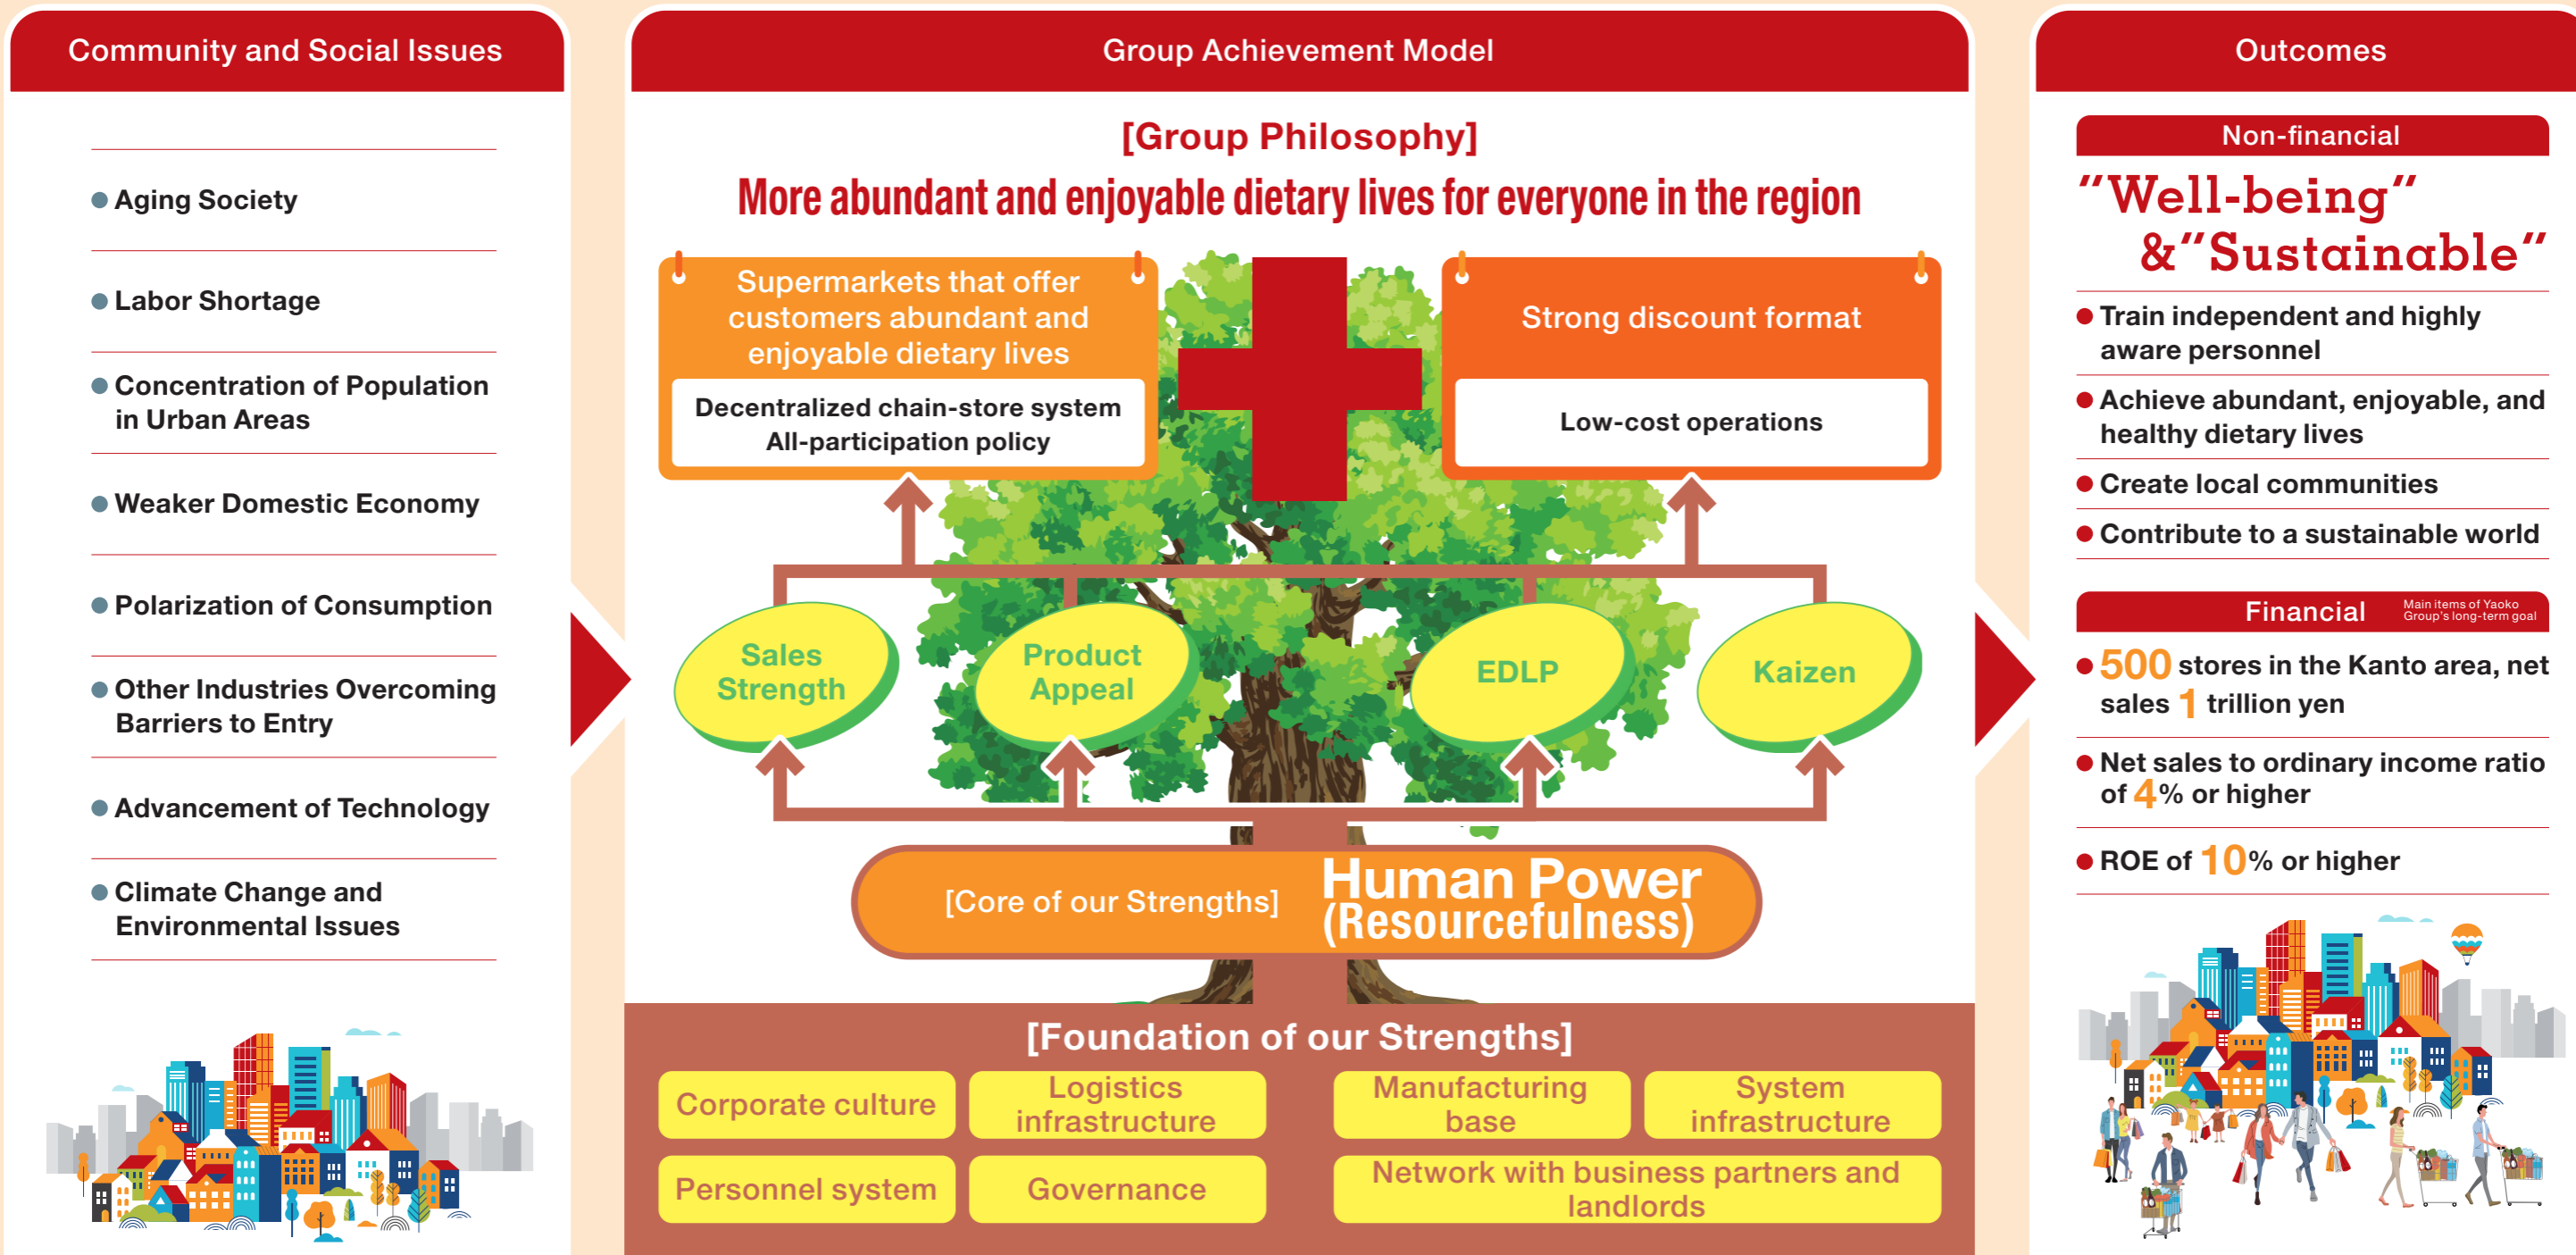 Community and Social Issues
Aging Society
Labor Shortage
Concentration of Population
in Urban Areas
Weaker Domestic Economy
Polarization of Consumption
Other Industries Overcoming
Barriers to Entry
Advancement of Technology
Climate Change and
Environmental Issues
Group Achievement Model
[Group Philosophy]
More abundant and enjoyable dietary lives for everyone in the region
Supermarkets that offer
customers abundant and
enjoyable dietary lives
Decentralized chain-store system
All-participation policy
Strong discount format
Low-cost operations
Sales
Strength
Product
Appeal
EDLP
Kaizen
[Core of our Strengths]
Human Power
(Resourcefulness)
[Foundation of our Strengths]
Corporate culture
Logistics
infrastructure
Manufacturing
base
System
infrastructure
Personnel system
Governance
Network with business partners and
landlords
Outcomes
Non-financial
"Well-being"
&"Sustainable"
Train independent and highly
aware personnel
Achieve abundant, enjoyable, and
healthy dietary lives
Create local communities
Contribute to a sustainable world
Financial
Main items of Yaoko
Group's long-term goal
500 stores in the Kanto area, net
sales 1 trillion yen
Net sales to ordinary income ratio
of 4% or higher
ROE of 10% or higher